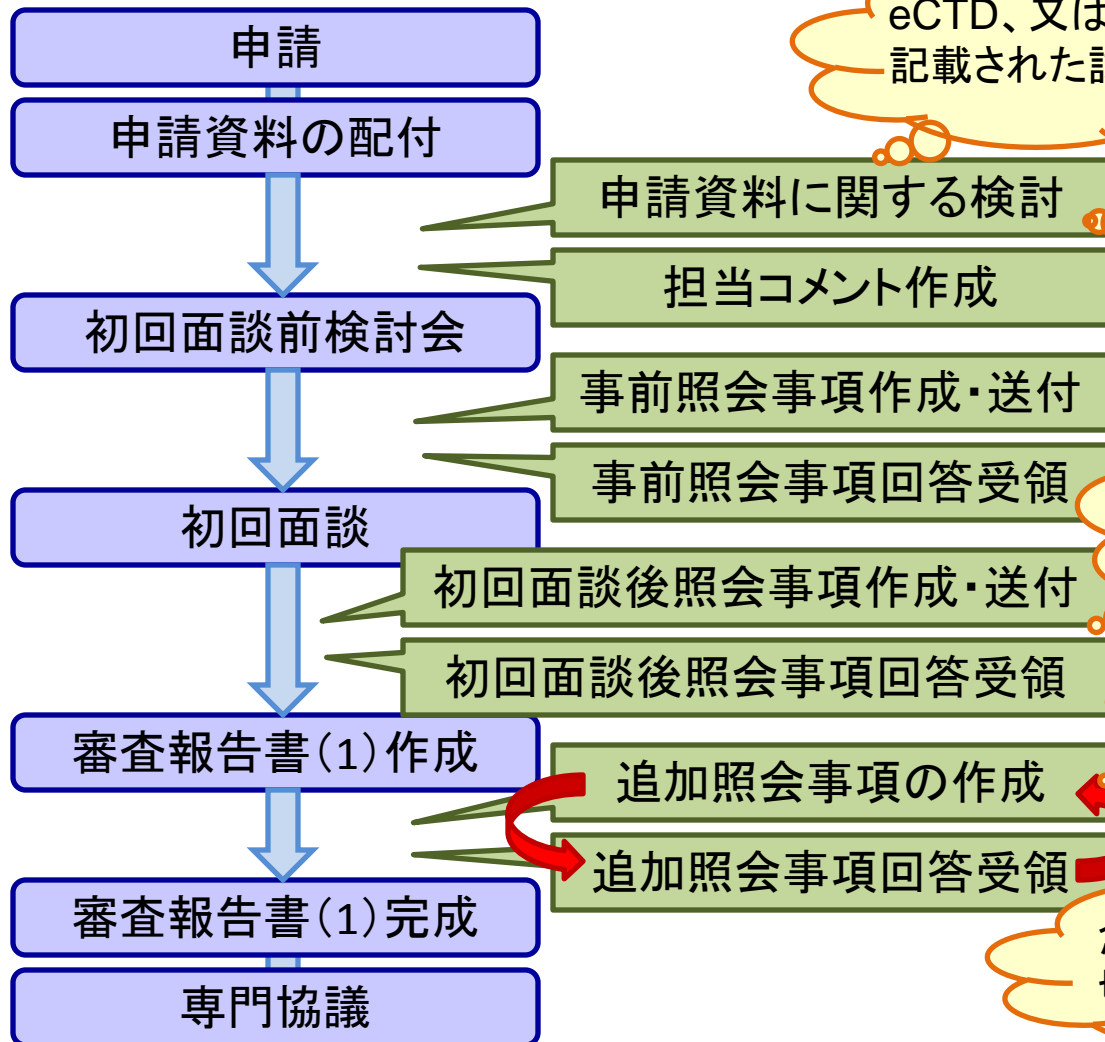 eCTD、又は
記載された
申請
申請資料の配付
申請資料に関する検討
担当コメント作成
初回面談前検討会
事前照会事項作成・送付
事前照会事項回答受領
初回面談
初回面談後照会事項作成・送付
初回面談後照会事項回答受領
審査報告書(1)作成
追加照会事項の作成
追加照会事項回答受領
審査報告書(1)完成
専門協議